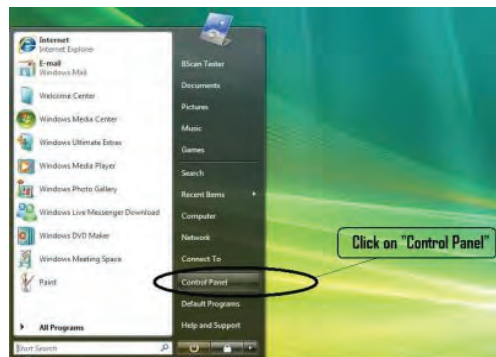 Internet
Internet Explorer
E-mail
Windows Mail
Welcome Center
Windows Media Center
Windows Ultimate Extras
Windows Media Player
Windows Photo Gallery
Windows Live Messenger Download
Windows DVD Maker
Windows Meeting Space
Paint
All Programs
Start Search
BScan Tester
Documents
Pictures
Music
Games
Search
Recent Items
Computer
Network
Connect To
Control Panel
Default Programs
Help and Support
Click on "Control Panel"